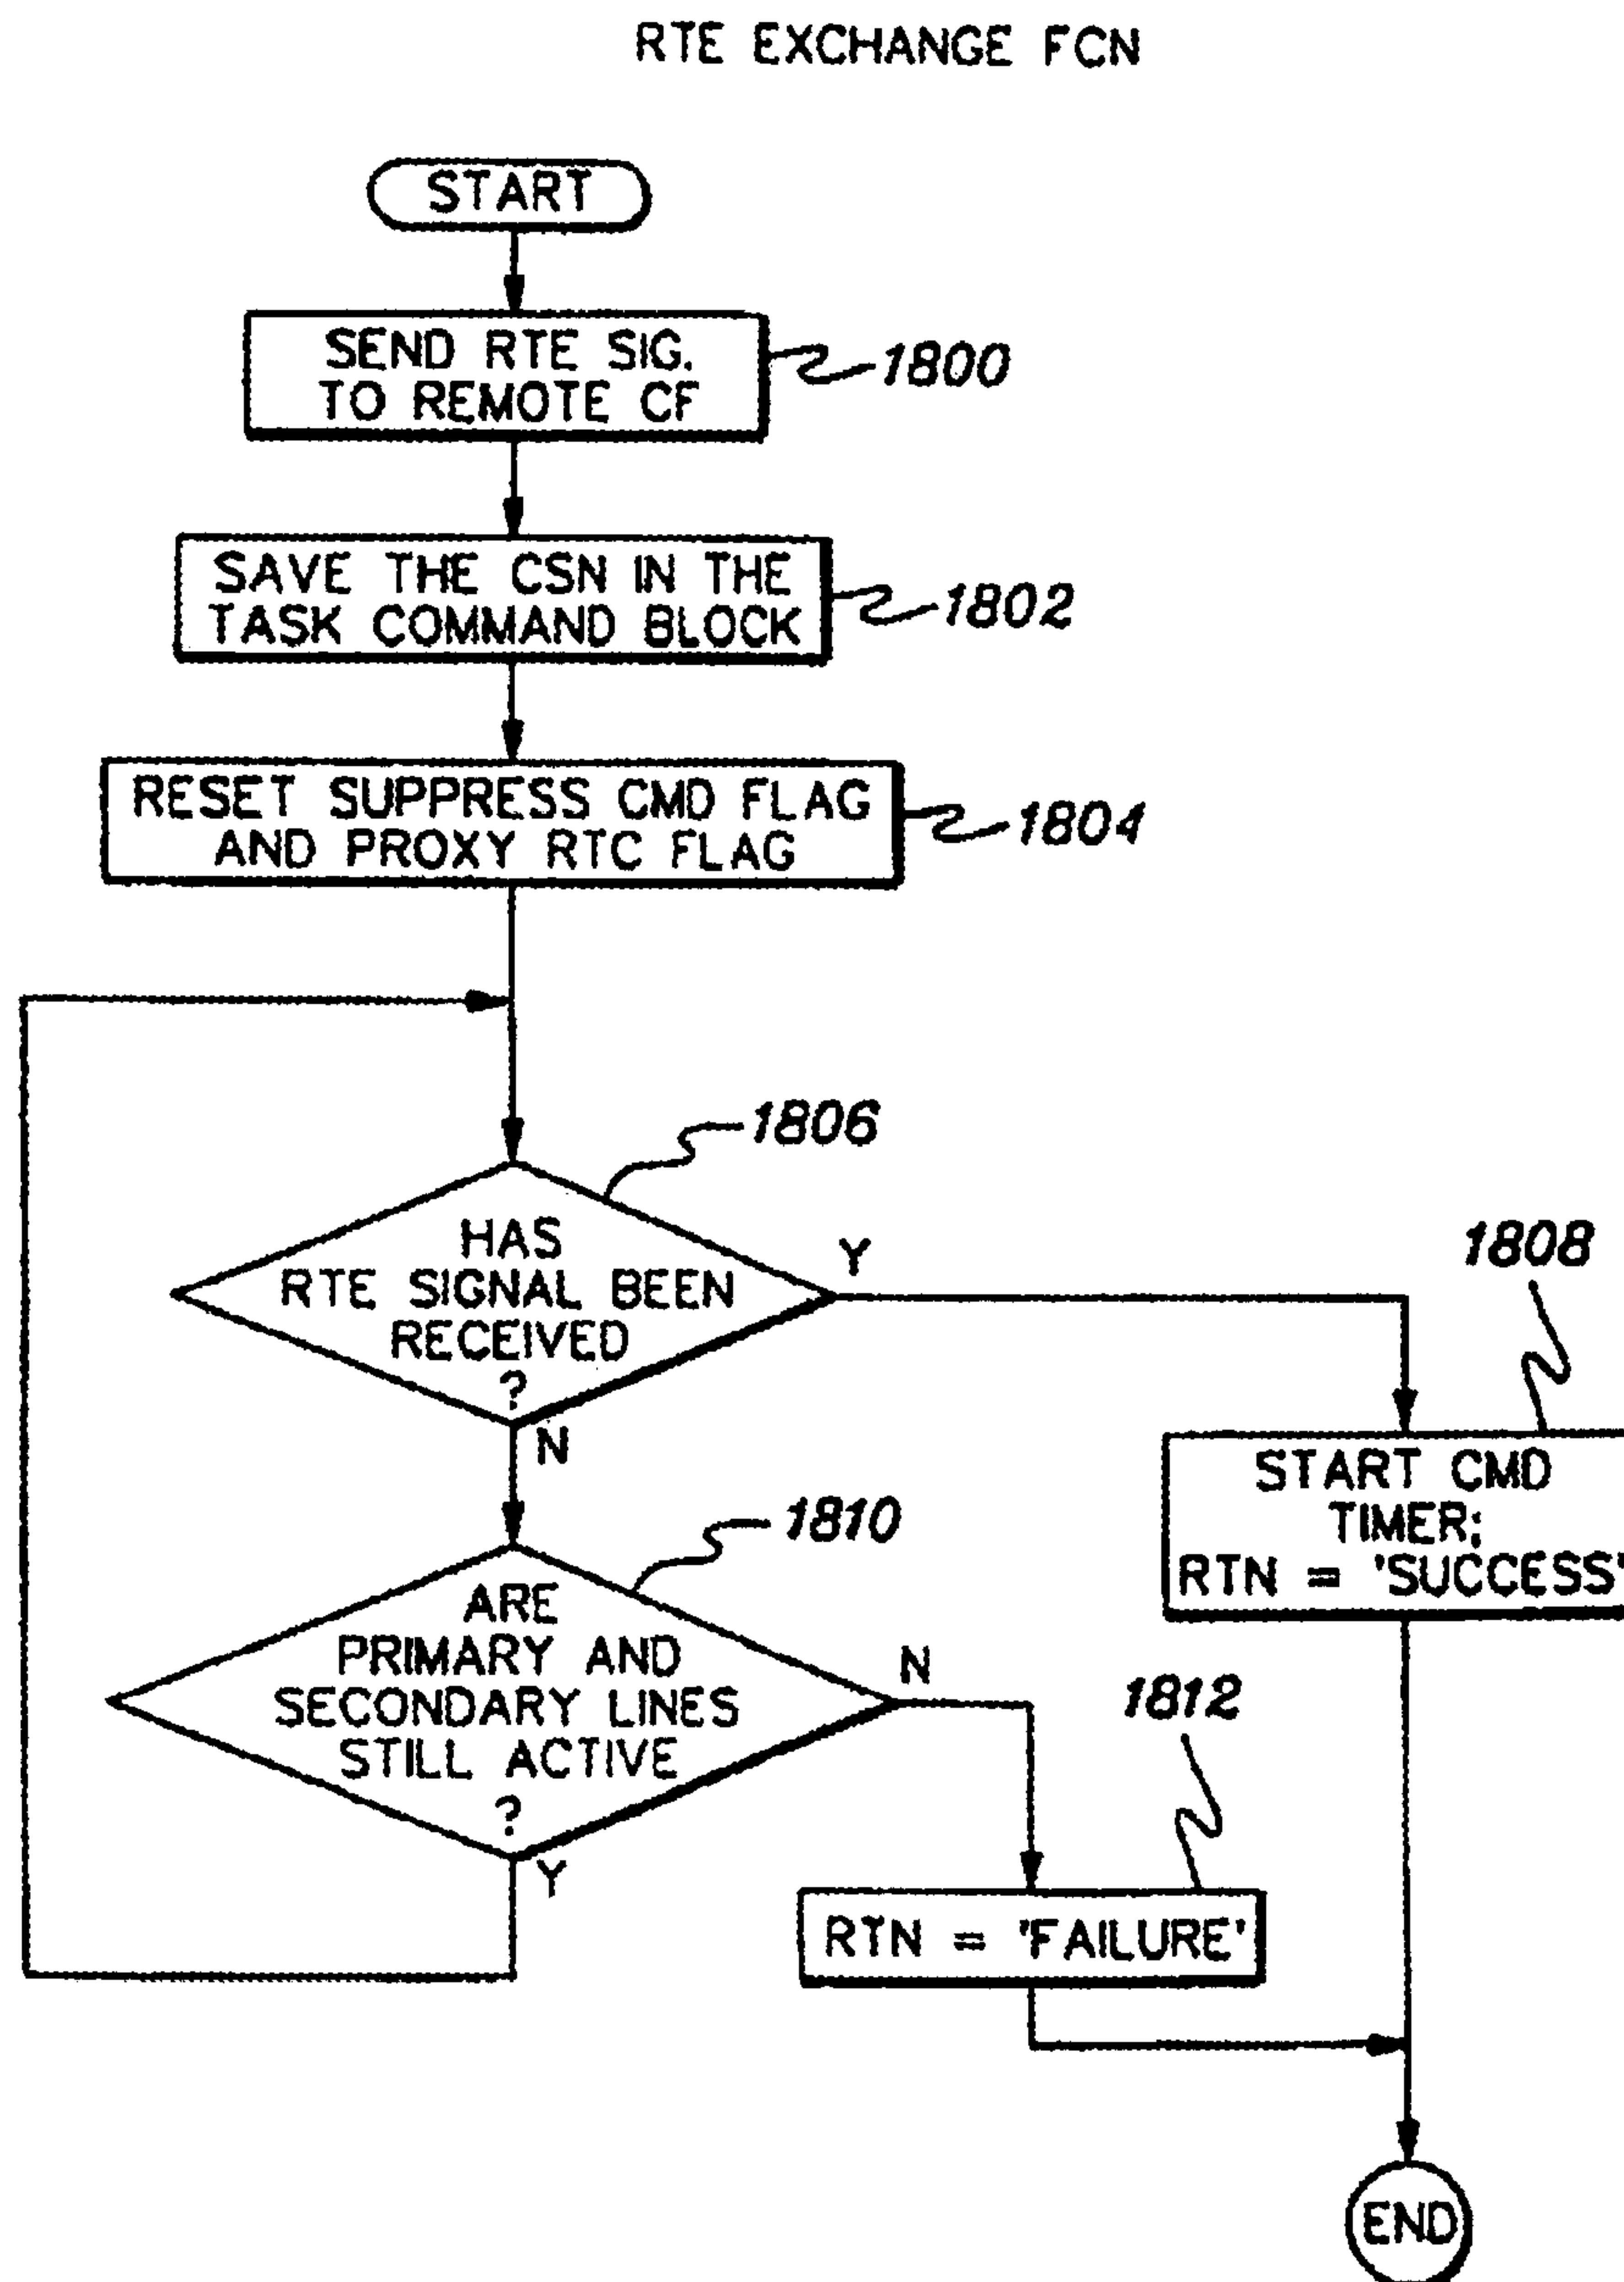 RTE EXCHANGE FCN
START
SEND RTE SIG.
TO REMOTE CF
1800
SAVE THE CSN IN THE
TASK COMMAND BLOCK
1802
RESET SUPPRESS CMD FLAG
AND PROXY RTC FLAG
1804
1806
HAS
RTE SIGNAL BEEN
RECEIVED
?
Y
N
1808
START CMD
TIMER;
RTN = 'SUCCESS'
1810
ARE
PRIMARY AND
SECONDARY LINES
STILL ACTIVE
?
N
Y
1812
RTN = 'FAILURE'
END